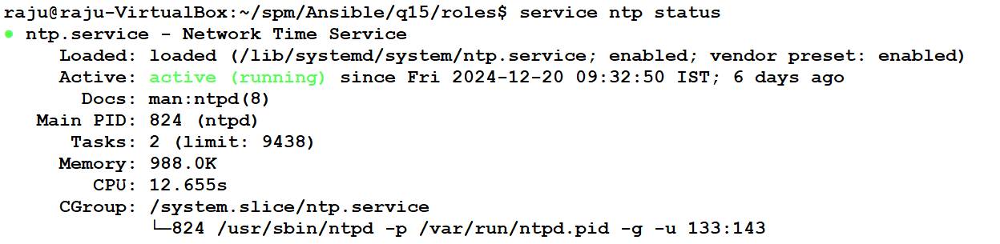 raju@raju-VirtualBox:~/spm/Ansible/q15/roles$ service ntp status
● ntp.service - Network Time Service
     Loaded: loaded (/lib/systemd/system/ntp.service; enabled; vendor preset: enabled)
     Active: active (running) since Fri 2024-12-20 09:32:50 IST; 6 days ago
       Docs: man:ntpd(8)
   Main PID: 824 (ntpd)
      Tasks: 2 (limit: 9438)
     Memory: 988.0K
        CPU: 12.655s
     CGroup: /system.slice/ntp.service
             └─824 /usr/sbin/ntpd -p /var/run/ntpd.pid -g -u 133:143